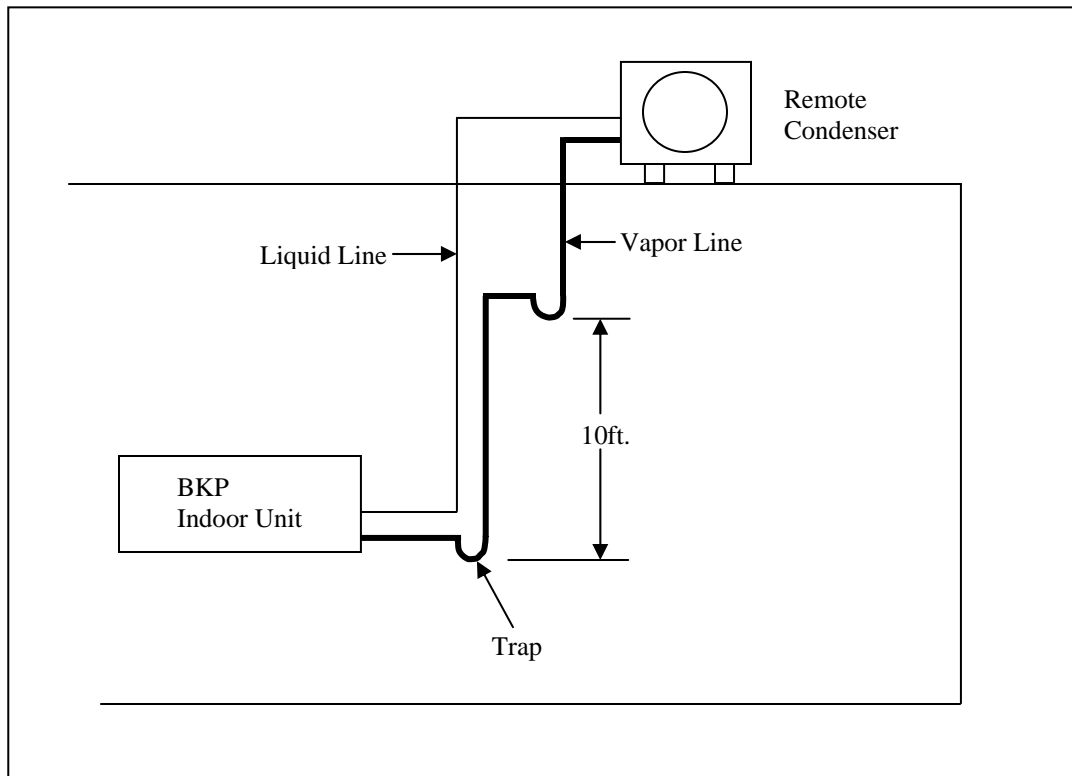 Remote
Condenser
Liquid Line
Vapor Line
10ft.
BKP
Indoor Unit
Trap